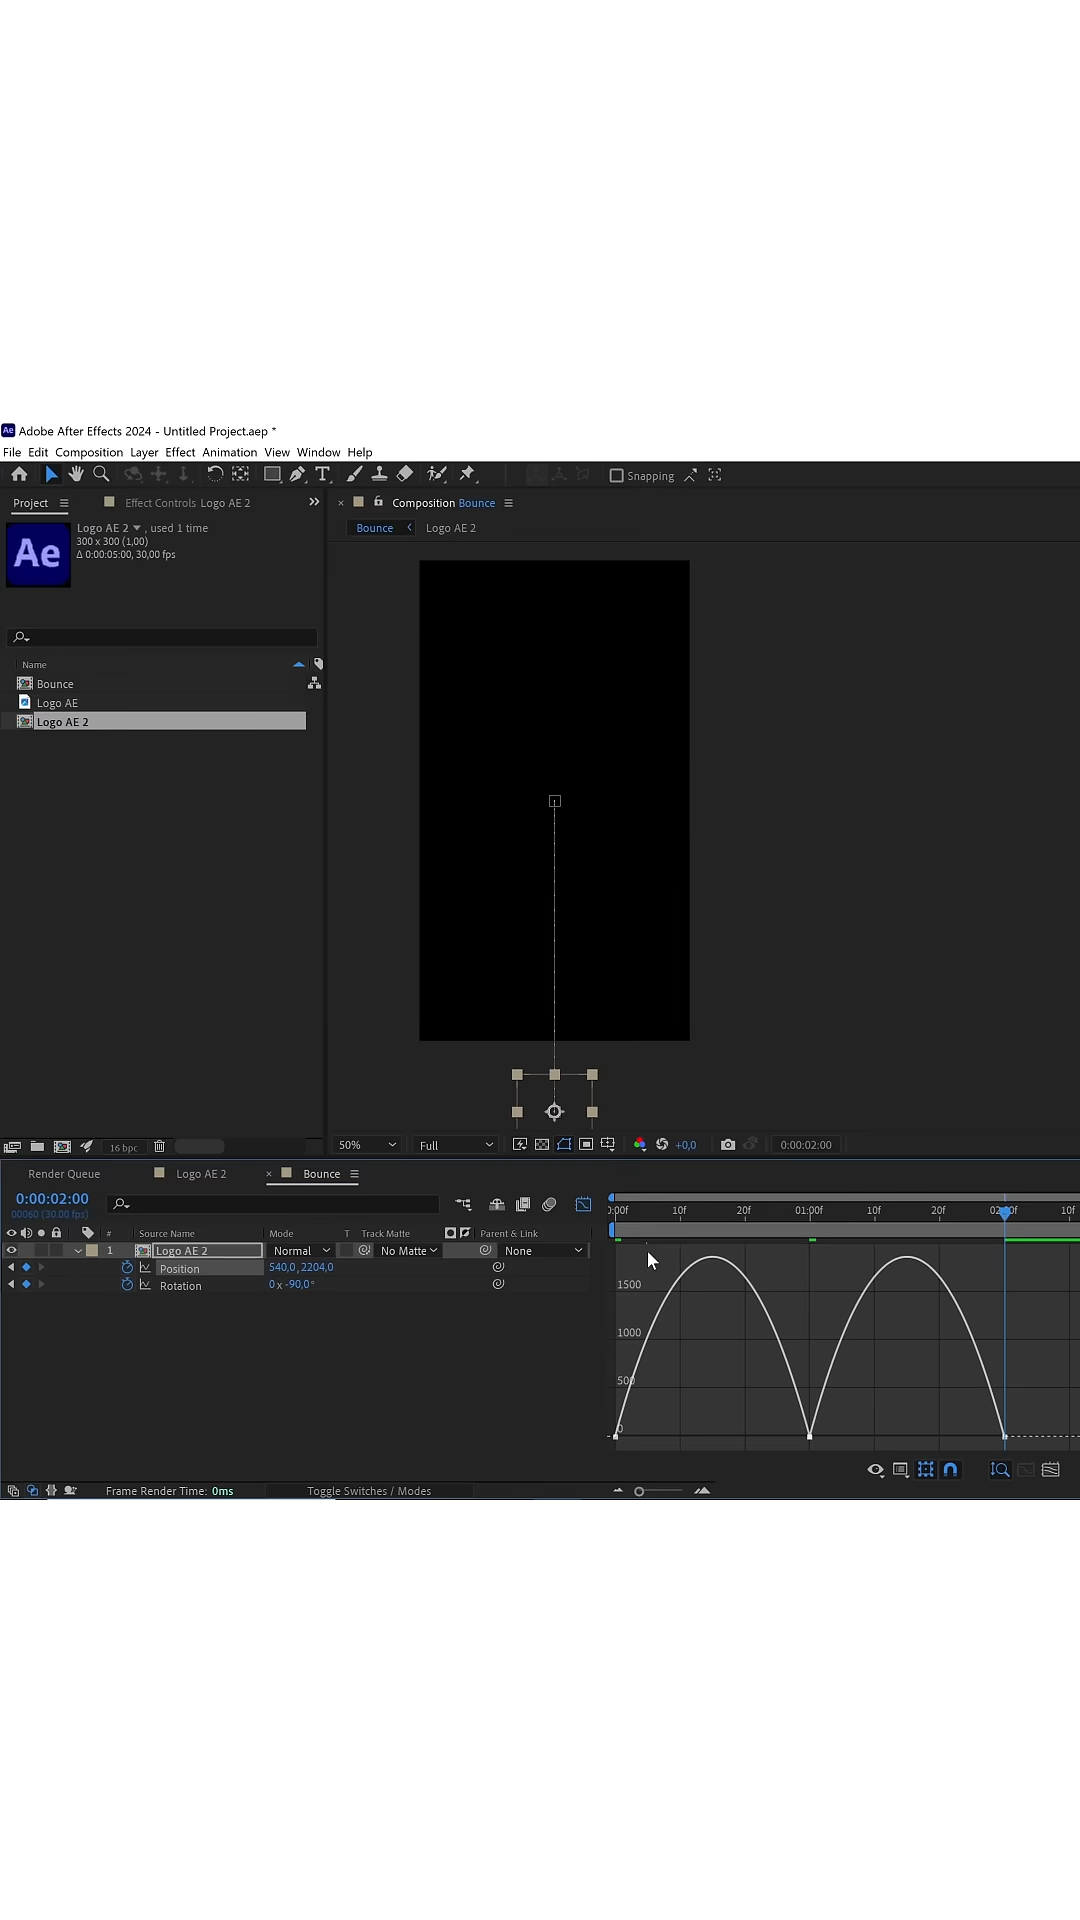 Ae Adobe After Effects 2024 - Untitled Project.aep *
File Edit Composition Layer Effect Animation View Window Help
Snapping
Project Effect Controls Logo AE 2 » × Composition Bounce
Bounce Logo AE 2
Ae
Logo AE 2 , used 1 time
300 x 300 (1,00)
Δ 0:00:05:00, 30,00 fps
Name
Bounce
Logo AE
Logo AE 2
16 bpc
50% Full +0,0 0:00:02:00
Render Queue Logo AE 2 × Bounce
0:00:02:00
00060 (30.00 fps)
:00f 10f 20f 01:00f 10f 20f 10f
# Source Name Mode T Track Matte Parent & Link
1 Logo AE 2 Normal No Matte None
Position 540,0,2204,0
Rotation 0 x -90,0°
1500
1000
500
0
Frame Render Time: 0ms Toggle Switches / Modes